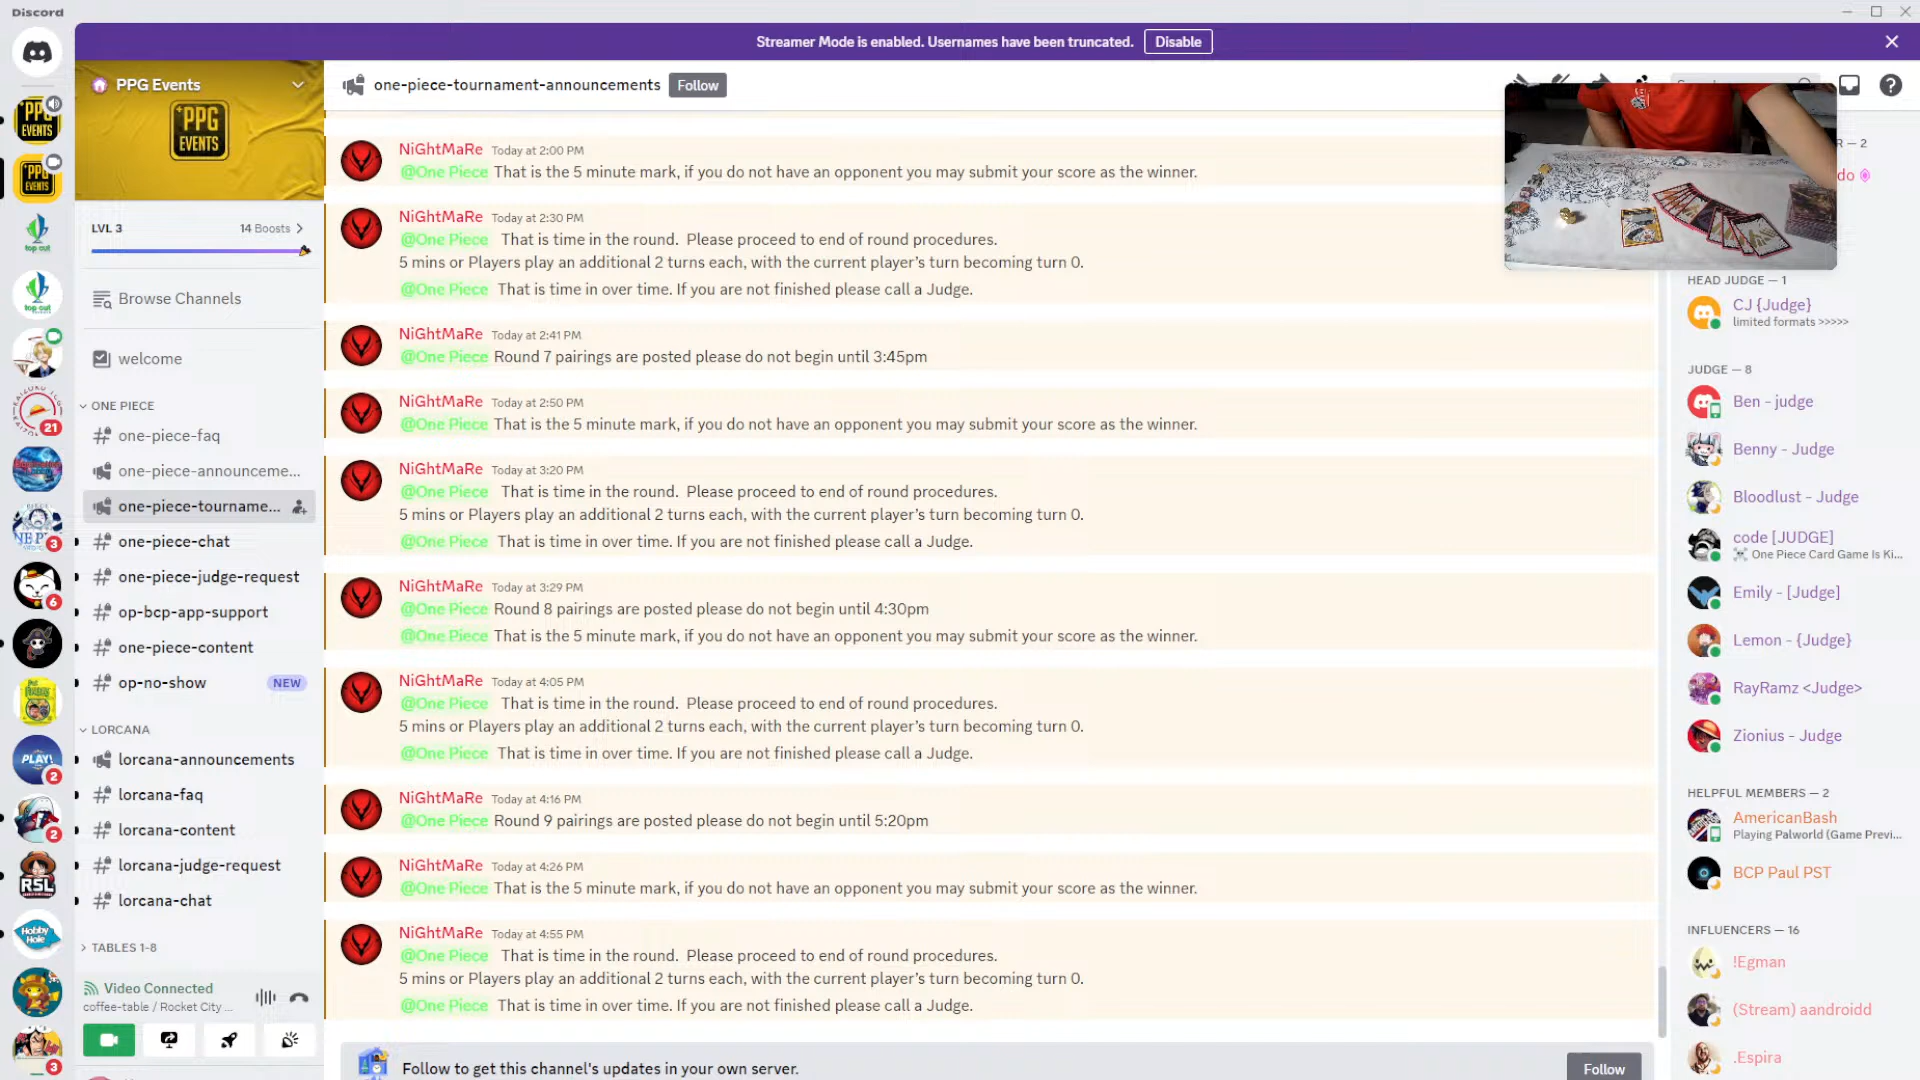 Discord
Streamer Mode is enabled. Usernames have been truncated.
Disable
PPG Events
+PPG
EVENTS
LVL 3
14 Boosts
Browse Channels
welcome
ONE PIECE
one-piece-faq
one-piece-announceme...
one-piece-tourname...
one-piece-chat
one-piece-judge-request
op-bcp-app-support
one-piece-content
op-no-show
NEW
LORCANA
lorcana-announcements
lorcana-faq
lorcana-content
lorcana-judge-request
lorcana-chat
TABLES 1-8
Video Connected
coffee-table / Rocket City ...
EVENTS
EVENTS
top cut
top cut
21
3
6
PLAY!
2
2
RSL
Hobby
Hole
3
one-piece-tournament-announcements
Follow
NiGhtMaRe Today at 2:00 PM
@One Piece That is the 5 minute mark, if you do not have an opponent you may submit your score as the winner.
NiGhtMaRe Today at 2:30 PM
@One Piece That is time in the round. Please proceed to end of round procedures.
5 mins or Players play an additional 2 turns each, with the current player's turn becoming turn 0.
@One Piece That is time in over time. If you are not finished please call a Judge.
NiGhtMaRe Today at 2:41 PM
@One Piece Round 7 pairings are posted please do not begin until 3:45pm
NiGhtMaRe Today at 2:50 PM
@One Piece That is the 5 minute mark, if you do not have an opponent you may submit your score as the winner.
NiGhtMaRe Today at 3:20 PM
@One Piece That is time in the round. Please proceed to end of round procedures.
5 mins or Players play an additional 2 turns each, with the current player's turn becoming turn 0.
@One Piece That is time in over time. If you are not finished please call a Judge.
NiGhtMaRe Today at 3:29 PM
@One Piece Round 8 pairings are posted please do not begin until 4:30pm
@One Piece That is the 5 minute mark, if you do not have an opponent you may submit your score as the winner.
NiGhtMaRe Today at 4:05 PM
@One Piece That is time in the round. Please proceed to end of round procedures.
5 mins or Players play an additional 2 turns each, with the current player's turn becoming turn 0.
@One Piece That is time in over time. If you are not finished please call a Judge.
NiGhtMaRe Today at 4:16 PM
@One Piece Round 9 pairings are posted please do not begin until 5:20pm
NiGhtMaRe Today at 4:26 PM
@One Piece That is the 5 minute mark, if you do not have an opponent you may submit your score as the winner.
NiGhtMaRe Today at 4:55 PM
@One Piece That is time in the round. Please proceed to end of round procedures.
5 mins or Players play an additional 2 turns each, with the current player's turn becoming turn 0.
@One Piece That is time in over time. If you are not finished please call a Judge.
Follow to get this channel's updates in your own server.
Follow
R — 2
do
HEAD JUDGE — 1
CJ {Judge}
limited formats >>>>>
JUDGE — 8
Ben - judge
Benny - Judge
Bloodlust - Judge
code [JUDGE]
One Piece Card Game Is Ki...
Emily - [Judge]
Lemon - {Judge}
RayRamz <Judge>
Zionius - Judge
HELPFUL MEMBERS — 2
AmericanBash
Playing Palworld (Game Previ...
BCP Paul PST
INFLUENCERS — 16
!Egman
(Stream) aandroidd
.Espira